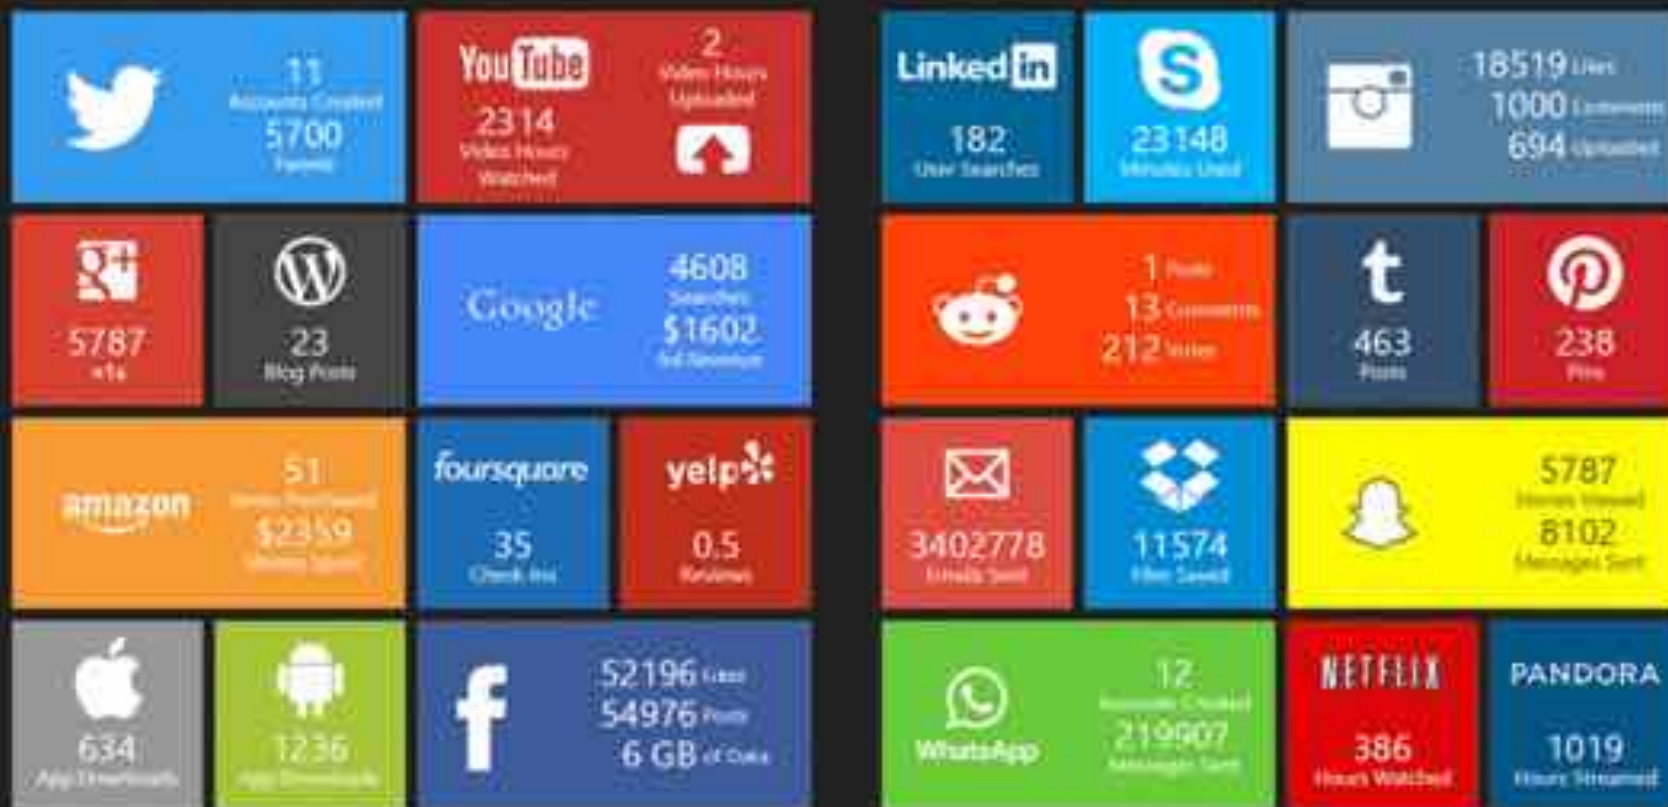 11
Accounts Created
5700
Tweets
YouTube
2314
Video Hours
Watched
2
Video Hours
Uploaded
LinkedIn
182
User Searches
S
23148
Minutes Used
18519 Likes
1000 Comments
694 Uploaded
g+
5787
+1s
W
23
Blog Posts
Google
4608
Searches
$1602
Ad Revenue
1 Posts
13 Comments
212 Votes
t
463
Posts
P
238
Pins
amazon
51
Items Purchased
$2359
foursquare
35
Check-Ins
yelp
0.5
Reviews
3402778
Emails Sent
11574
Files Saved
5787
Stories Viewed
8102
Messages Sent
634
App Downloads
1236
App Downloads
f
52196 Likes
54976 Posts
6 GB of Data
WhatsApp
12
Accounts Created
219907
Messages Sent
NETFLIX
386
Hours Watched
PANDORA
1019
Hours Streamed